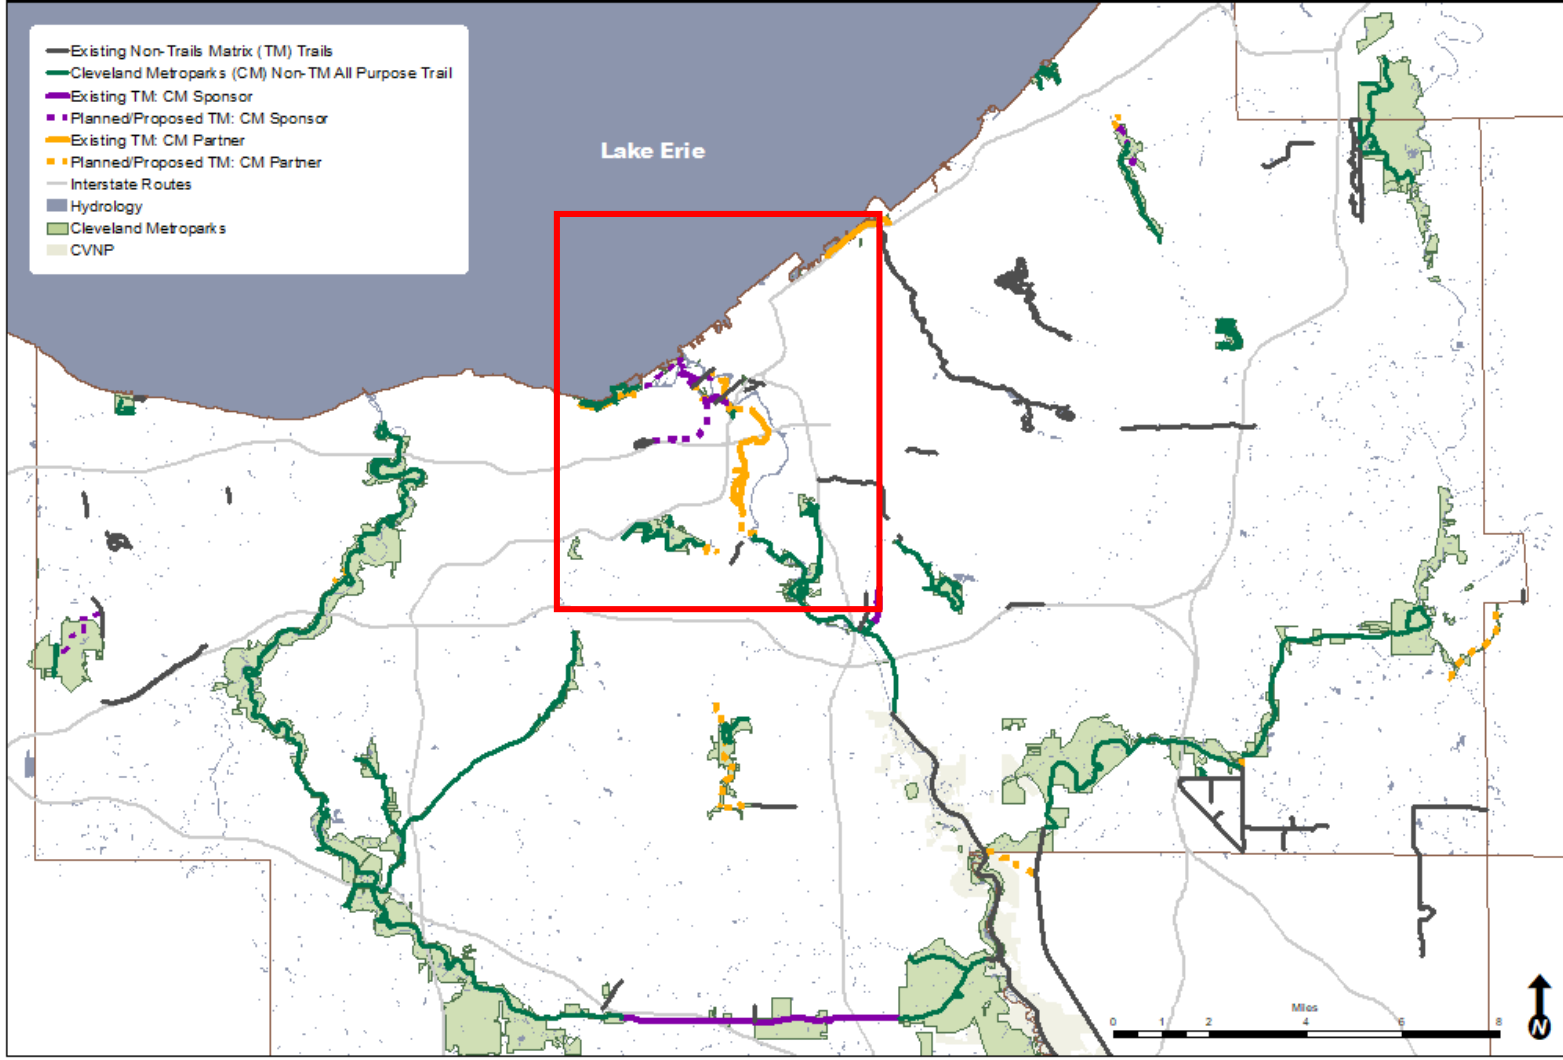 Existing Non-Trails Matrix (TM) Trails
Cleveland Metroparks (CM) Non-TM All Purpose Trail
Existing TM: CM Sponsor
Planned/Proposed TM: CM Sponsor
Existing TM: CM Partner
Planned/Proposed TM: CM Partner
Interstate Routes
Hydrology
Cleveland Metroparks
CVNP
Lake Erie
Miles
0 1 2 4 6 8
N